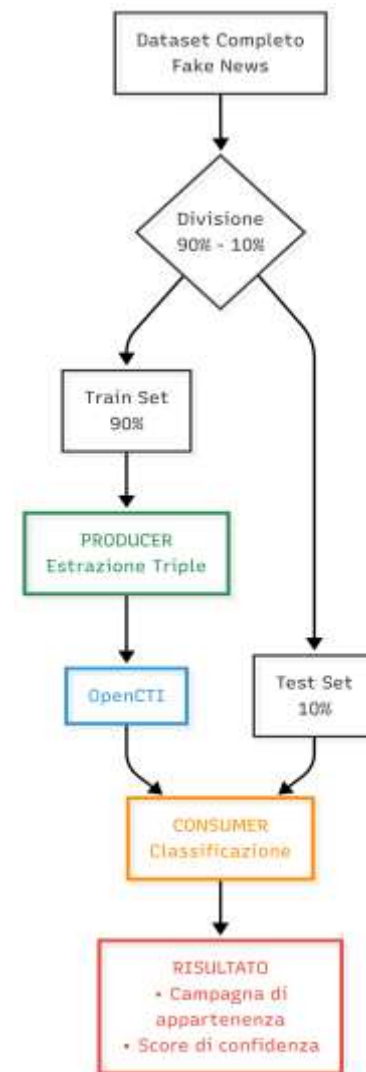 Dataset Completo
Fake News
Divisione
90% - 10%
Train Set
90%
PRODUCER
Estrazione Triple
OpenCTI
Test Set
10%
CONSUMER
Classificazione
RISULTATO
• Campagna di
appartenenza
• Score di confidenza